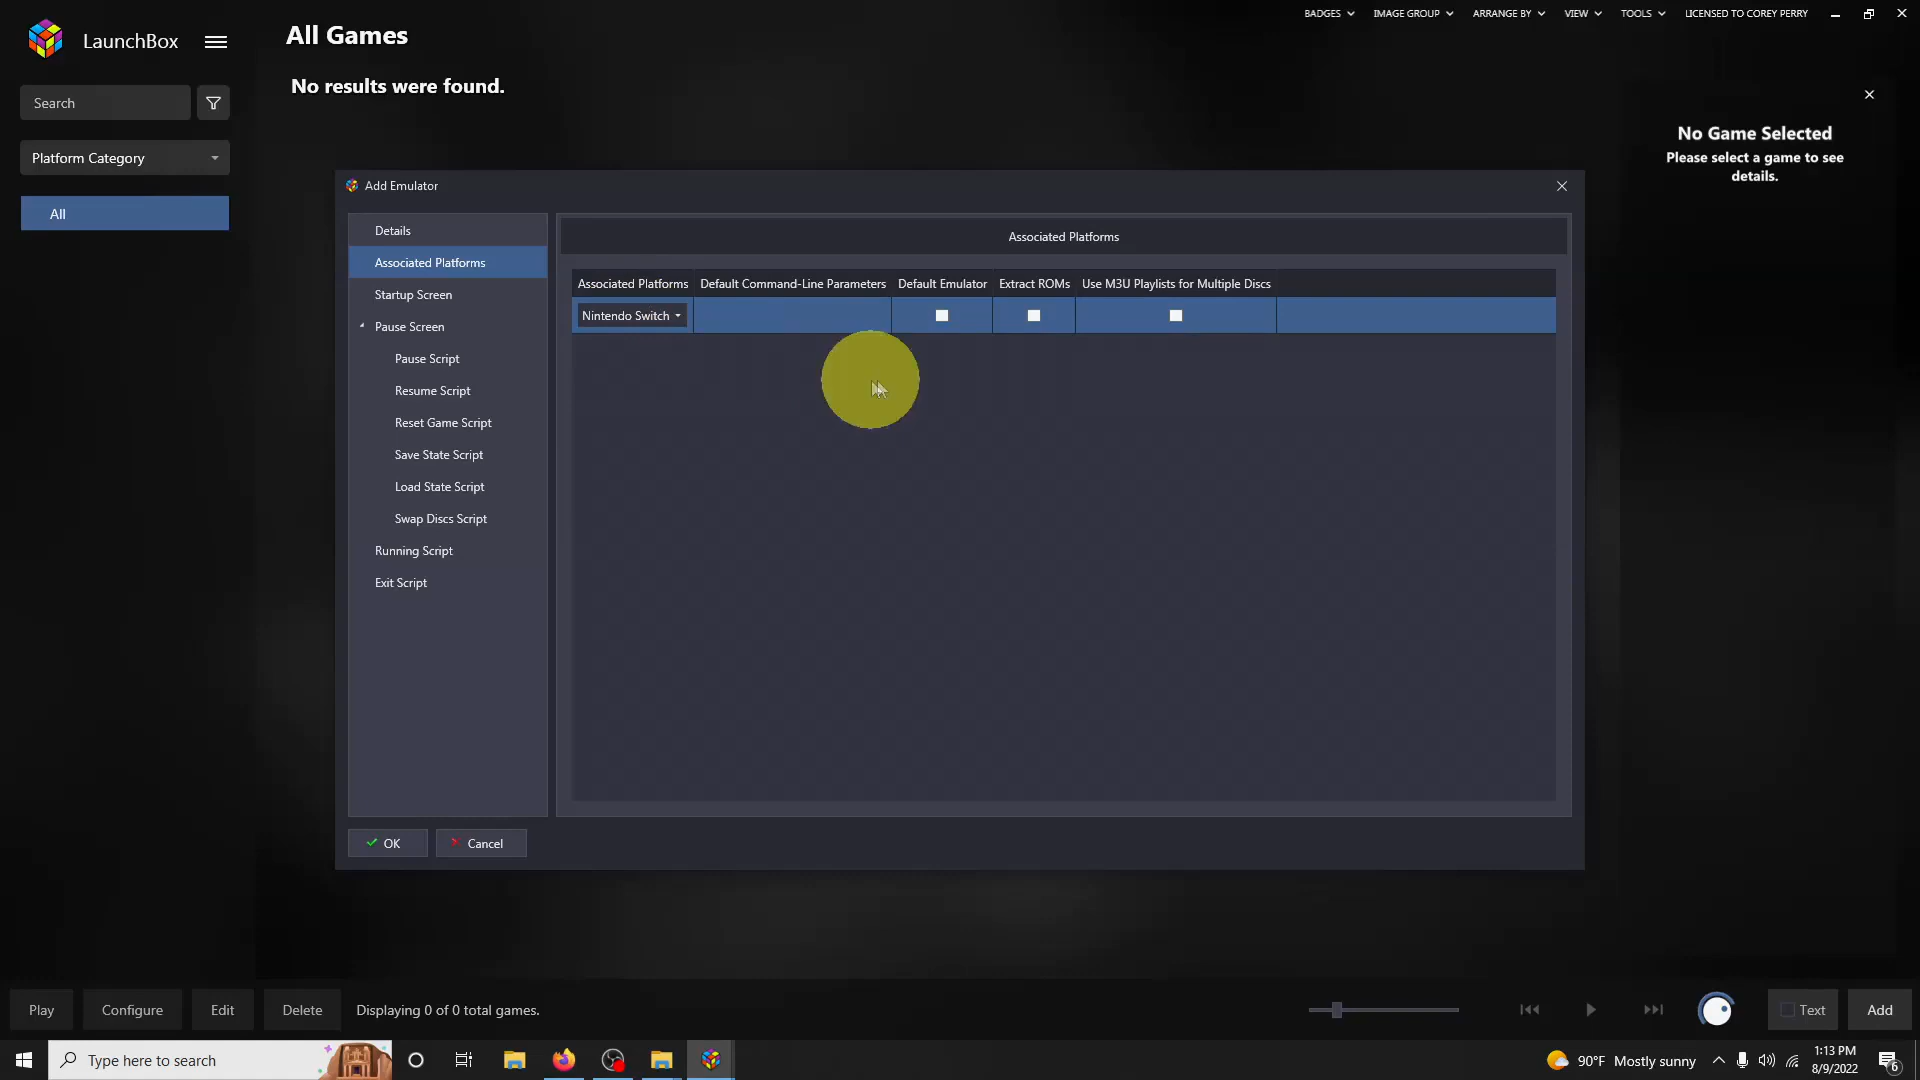 LaunchBox
BADGES
IMAGE GROUP
ARRANGE BY
VIEW
TOOLS
LICENSED TO COREY PERRY
All Games
No results were found.
Search
Platform Category
All
No Game Selected
Please select a game to see
details.
Add Emulator
Details
Associated Platforms
Startup Screen
Pause Screen
Pause Script
Resume Script
Reset Game Script
Save State Script
Load State Script
Swap Discs Script
Running Script
Exit Script
Associated Platforms
Associated Platforms Default Command-Line Parameters Default Emulator Extract ROMs Use M3U Playlists for Multiple Discs
Nintendo Switch
OK
Cancel
Play
Configure
Edit
Delete
Displaying 0 of 0 total games.
Text
Add
Type here to search
90°F Mostly sunny
1:13 PM
8/9/2022
6